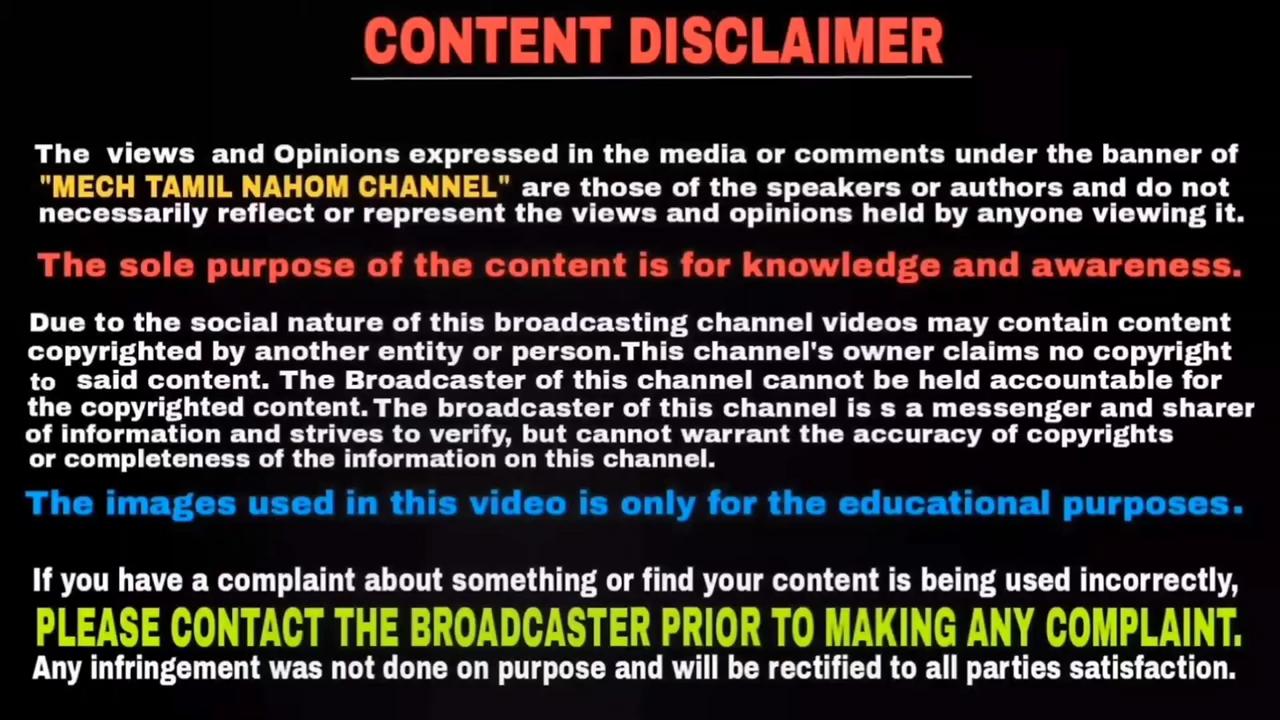 CONTENT DISCLAIMER
The views and Opinions expressed in the media or comments under the banner of
"MECH TAMIL NAHOM CHANNEL" are those of the speakers or authors and do not
necessarily reflect or represent the views and opinions held by anyone viewing it.
The sole purpose of the content is for knowledge and awareness.
Due to the social nature of this broadcasting channel videos may contain content
copyrighted by another entity or person.This channel's owner claims no copyright
to said content. The Broadcaster of this channel cannot be held accountable for
the copyrighted content. The broadcaster of this channel is s a messenger and sharer
of information and strives to verify, but cannot warrant the accuracy of copyrights
or completeness of the information on this channel.
The images used in this video is only for the educational purposes.
If you have a complaint about something or find your content is being used incorrectly,
PLEASE CONTACT THE BROADCASTER PRIOR TO MAKING ANY COMPLAINT.
Any infringement was not done on purpose and will be rectified to all parties satisfaction.